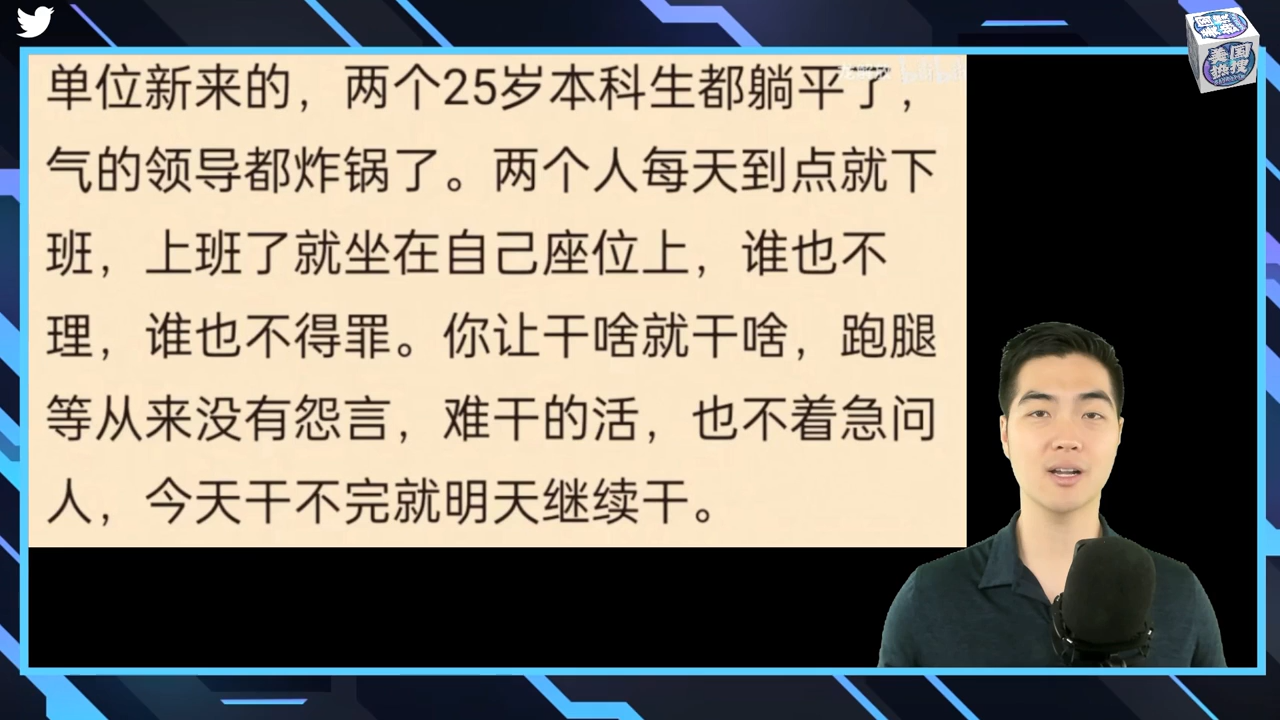 单位新来的，两个25岁本科生都躺平了，
气的领导都炸锅了。两个人每天到点就下
班，上班了就坐在自己座位上，谁也不
理，谁也不得罪。你让干啥就干啥，跑腿
等从来没有怨言，难干的活，也不着急问
人，今天干不完就明天继续干。
美国
热搜